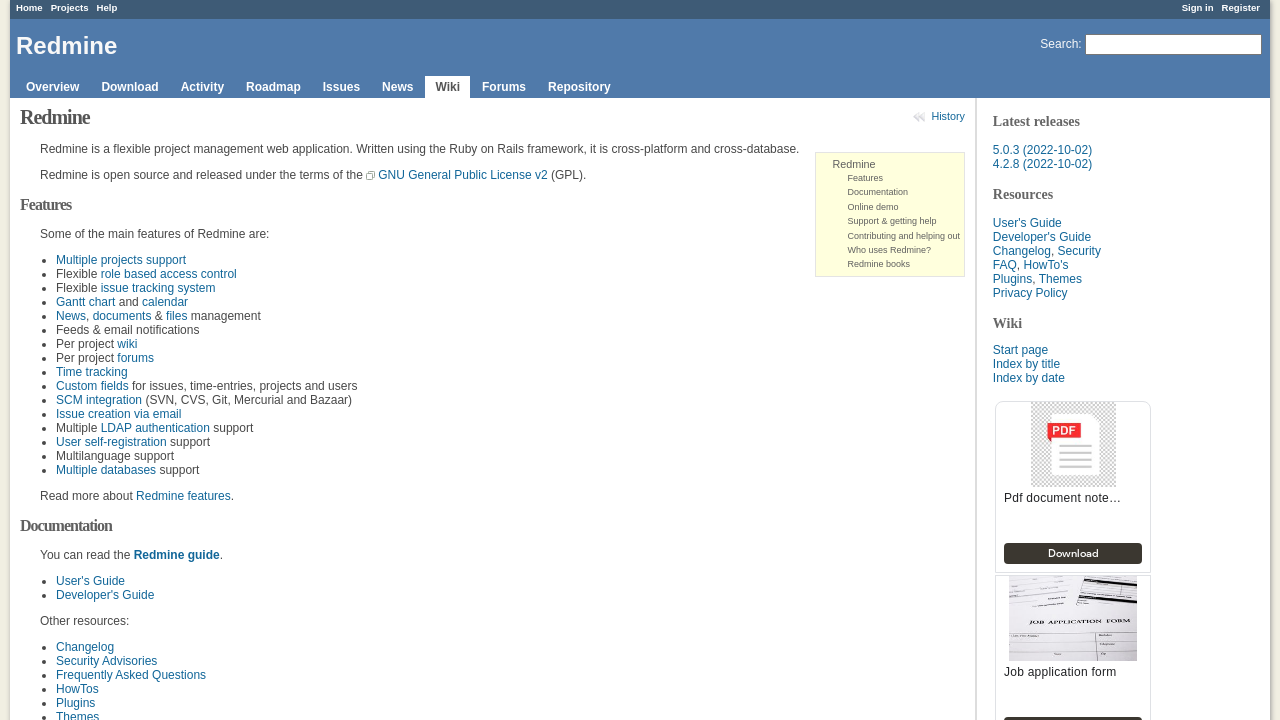 Home Projects Help
Sign in Register
Redmine
Search:
Overview Download Activity Roadmap Issues News Wiki Forums Repository
Redmine
History
Redmine is a flexible project management web application. Written using the Ruby on Rails framework, it is cross-platform and cross-database.
Redmine is open source and released under the terms of the GNU General Public License v2 (GPL).
Redmine
Features
Documentation
Online demo
Support & getting help
Contributing and helping out
Who uses Redmine?
Redmine books
Features
Some of the main features of Redmine are:
Multiple projects support
Flexible role based access control
Flexible issue tracking system
Gantt chart and calendar
News, documents & files management
Feeds & email notifications
Per project wiki
Per project forums
Time tracking
Custom fields for issues, time-entries, projects and users
SCM integration (SVN, CVS, Git, Mercurial and Bazaar)
Issue creation via email
Multiple LDAP authentication support
User self-registration support
Multilanguage support
Multiple databases support
Read more about Redmine features.
Documentation
You can read the Redmine guide.
User's Guide
Developer's Guide
Other resources:
Changelog
Security Advisories
Frequently Asked Questions
HowTos
Plugins
Themes
Latest releases
5.0.3 (2022-10-02)
4.2.8 (2022-10-02)
Resources
User's Guide
Developer's Guide
Changelog, Security
FAQ, HowTo's
Plugins, Themes
Privacy Policy
Wiki
Start page
Index by title
Index by date
PDF
Pdf document note…
Download
JOB APPLICATION FORM
Job application form